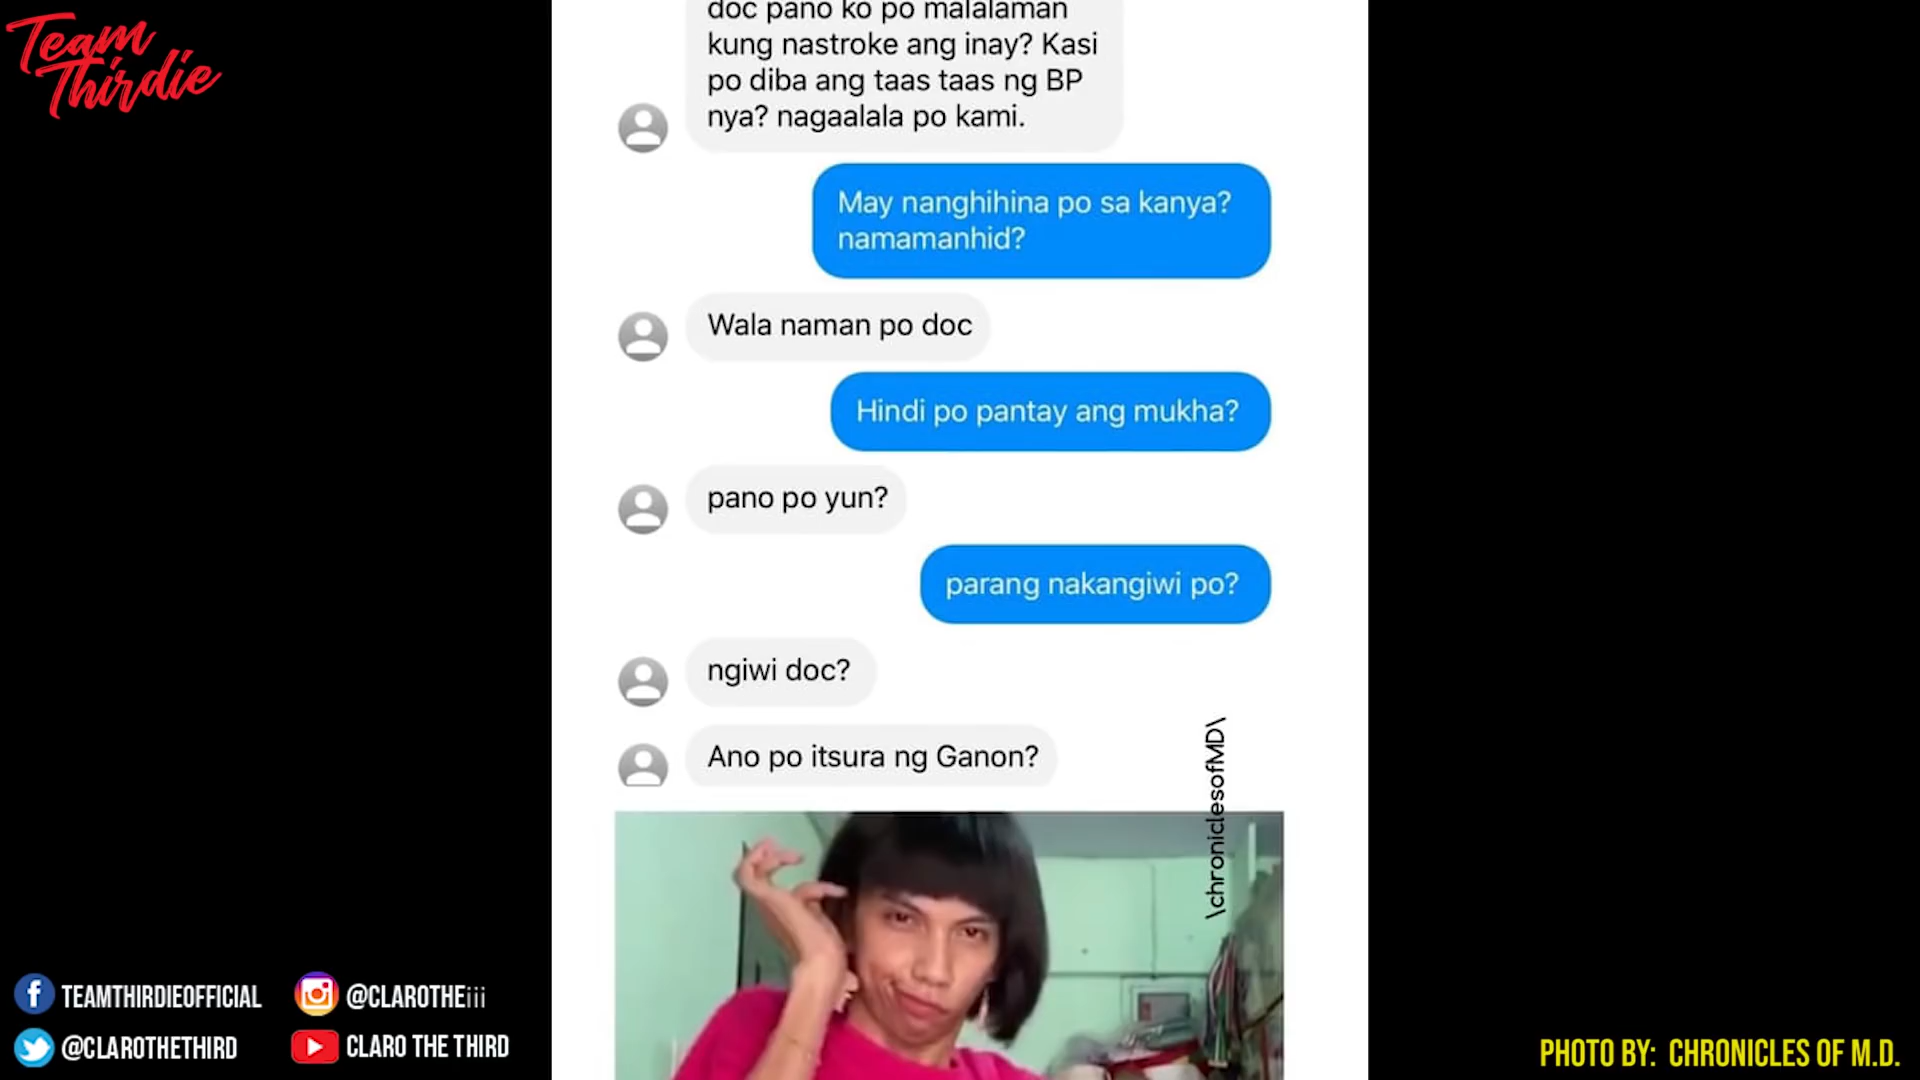 Team
Thirdie
doc pano ko po malalaman
kung nastroke ang inay? Kasi
po diba ang taas taas ng BP
nya? nagaalala po kami.
May nanghihina po sa kanya?
namamanhid?
Wala naman po doc
Hindi po pantay ang mukha?
pano po yun?
parang nakangiwi po?
ngiwi doc?
Ano po itsura ng Ganon?
\chroniclesofMD\
TEAMTHIRDIEOFFICIAL
@CLAROTHEiii
@CLAROTHETHIRD
CLARO THE THIRD
PHOTO BY: CHRONICLES OF M.D.